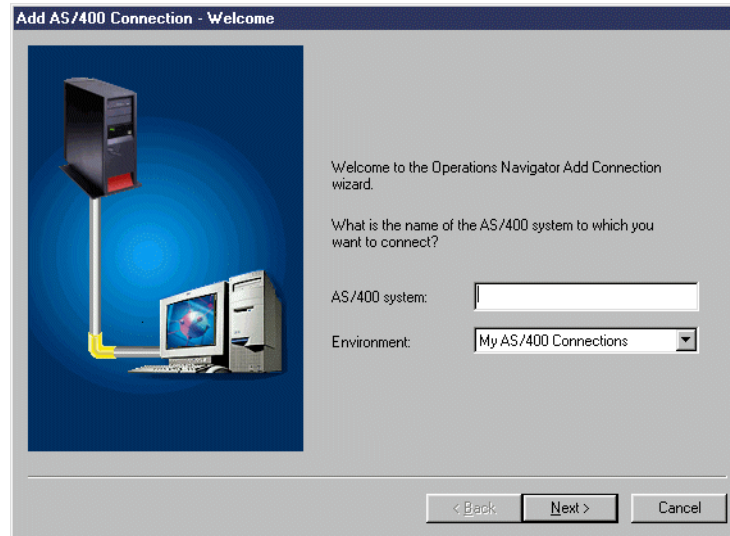 Add AS/400 Connection - Welcome
Welcome to the Operations Navigator Add Connection
wizard.
What is the name of the AS/400 system to which you
want to connect?
AS/400 system:
Environment:
My AS/400 Connections
< Back
Next >
Cancel